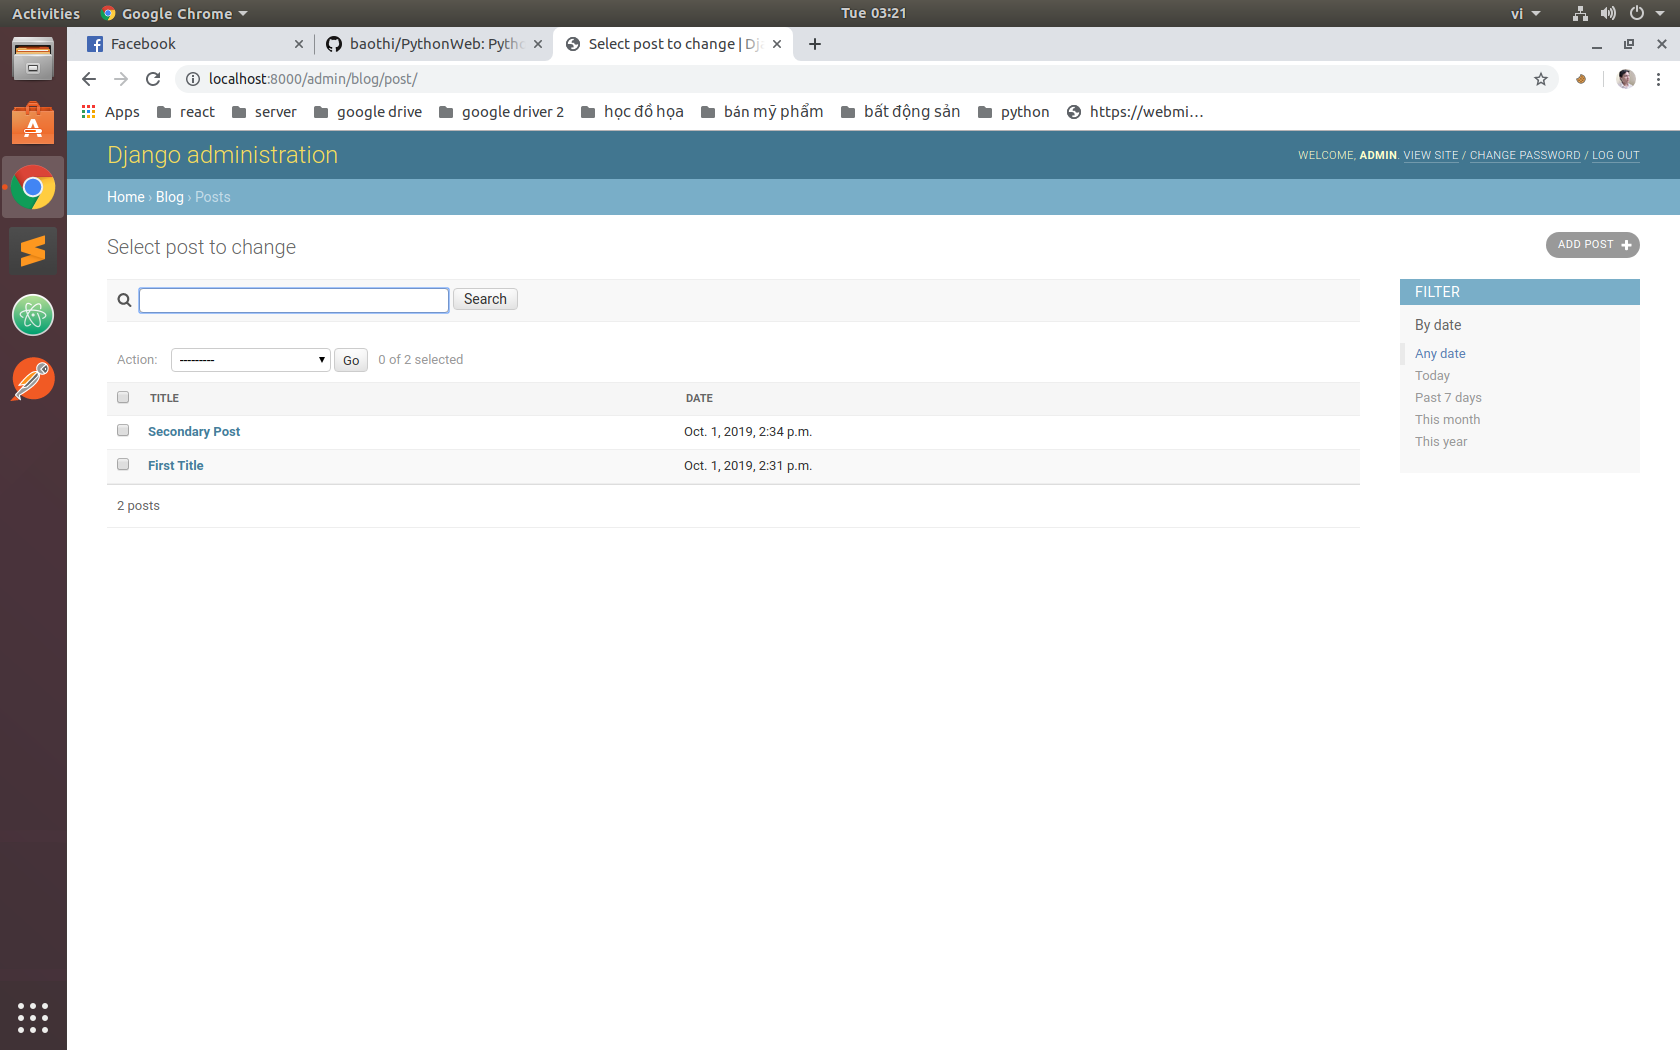 Activities Google Chrome Tue 03:21 vi
Facebook baothi/PythonWeb: Pytho Select post to change | Dj
localhost:8000/admin/blog/post/
Apps react server google drive google driver 2 học đồ họa bán mỹ phẩm bất động sản python https://webmi...
Django administration WELCOME, ADMIN. VIEW SITE / CHANGE PASSWORD / LOG OUT
Home › Blog › Posts
Select post to change ADD POST
Search FILTER
By date
Action: --------- Go 0 of 2 selected Any date
Today
TITLE DATE Past 7 days
This month
Secondary Post Oct. 1, 2019, 2:34 p.m. This year
First Title Oct. 1, 2019, 2:31 p.m.
2 posts